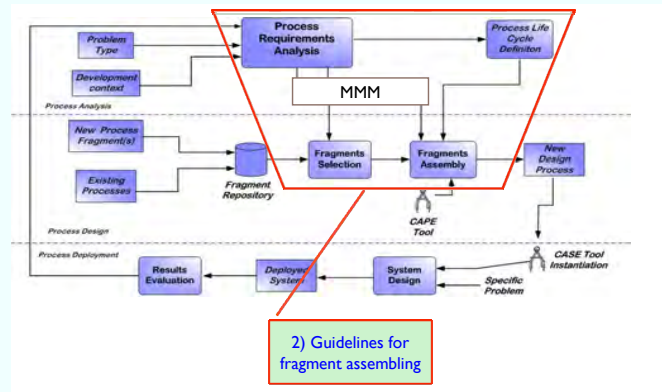 Problem
Type
Development
context
Process Analysis
Process
Requirements
Analysis
Process Life
Cycle
Definiton
MMM
New Process
Fragment(s)
Existing
Processes
Fragment
Repository
Fragments
Selection
Fragments
Assembly
New
Design
Process
CAPE
Tool
Process Design
Process Deployment
Results
Evaluation
Deployed
System
System
Design
CASE Tool
Instantiation
Specific
Problem
2) Guidelines for
fragment assembling